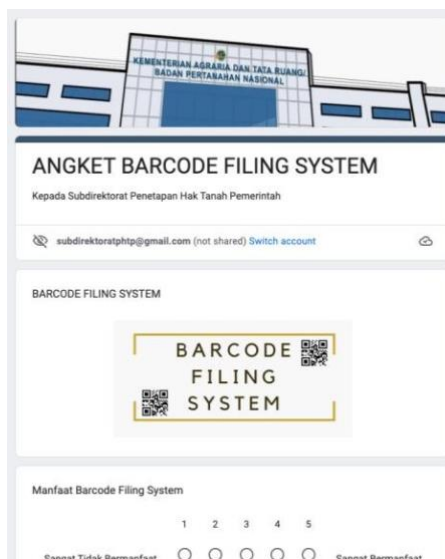 KEMENTERIAN AGRARIA DAN TATA RUANG/
BADAN PERTANAHAN NASIONAL
ANGKET BARCODE FILING SYSTEM
Kepada Subdirektorat Penetapan Hak Tanah Pemerintah
subdirektoratphtp@gmail.com (not shared) Switch account
BARCODE FILING SYSTEM
BARCODE
FILING
SYSTEM
Manfaat Barcode Filing System
1 2 3 4 5
Sangat Tidak Bermanfaat Sangat Bermanfaat